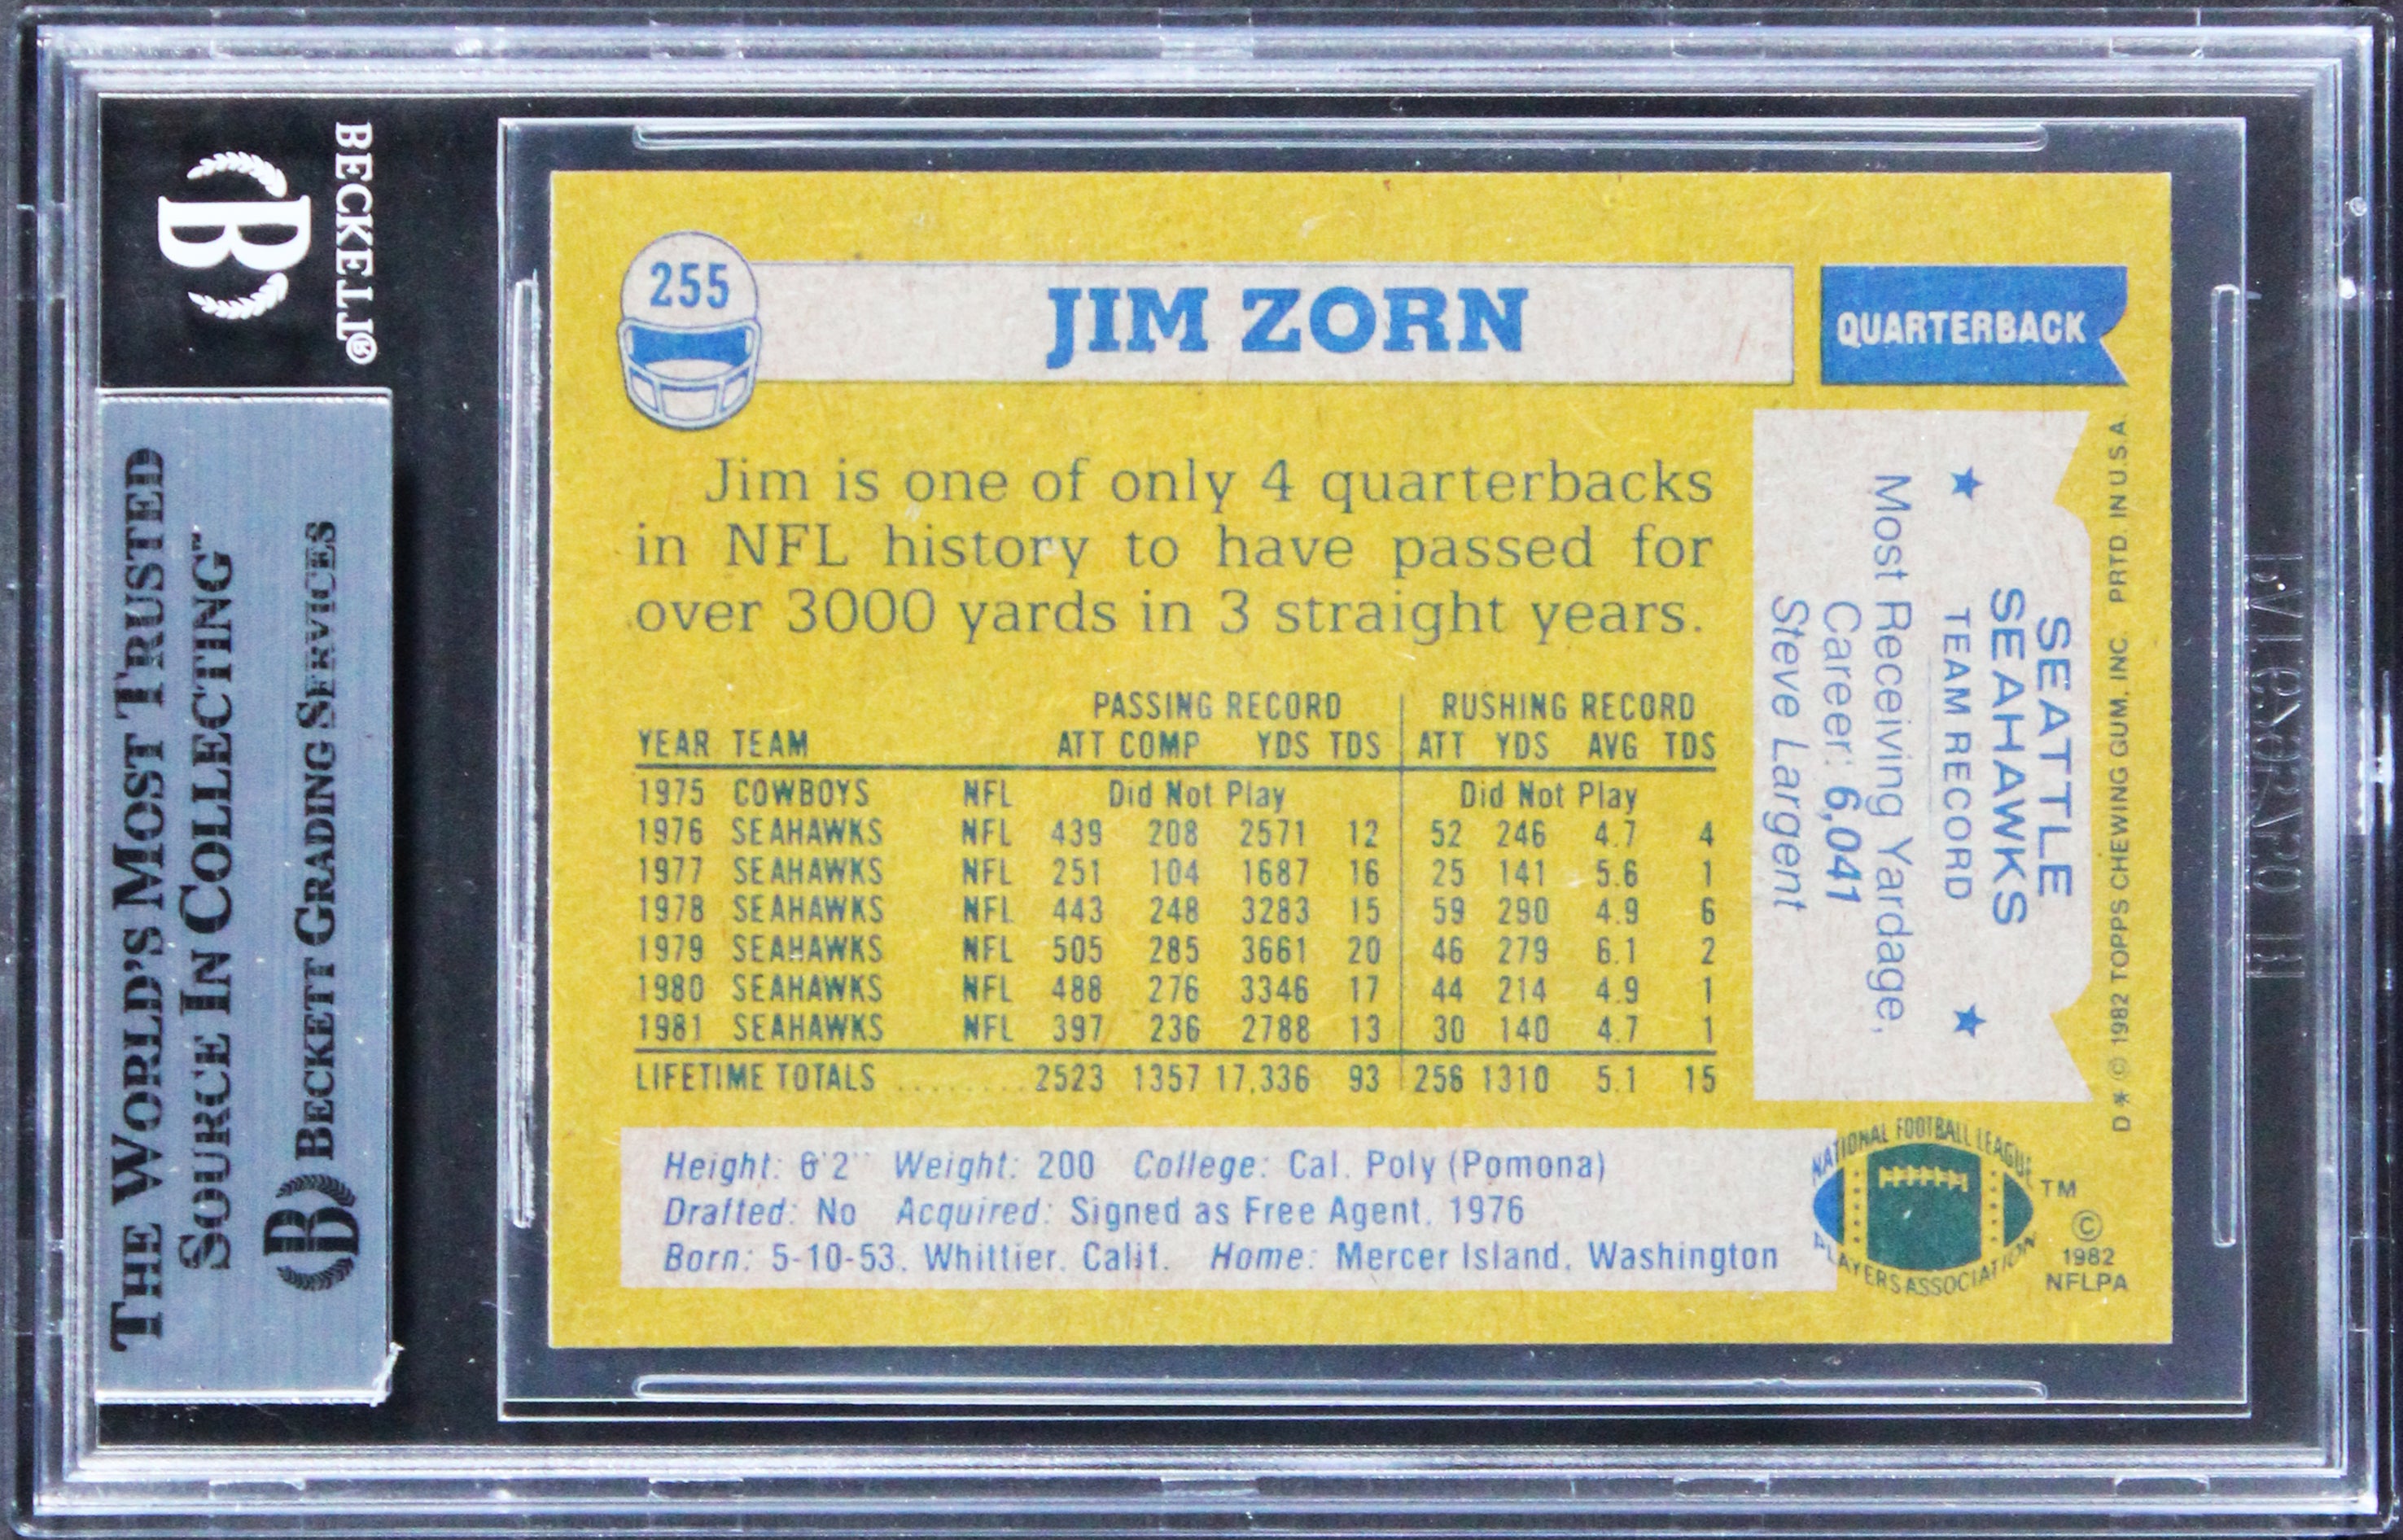 BECKETT®
B
THE WORLD'S MOST TRUSTED
SOURCE IN COLLECTING™
BECKETT GRADING SERVICES
255
JIM ZORN
QUARTERBACK
Jim is one of only 4 quarterbacks
in NFL history to have passed for
over 3000 yards in 3 straight years.
PASSING RECORD RUSHING RECORD
YEAR TEAM ATT COMP YDS TDS ATT YDS AVG TDS
1975 COWBOYS NFL Did Not Play Did Not Play
1976 SEAHAWKS NFL 439 208 2571 12 52 246 4.7 4
1977 SEAHAWKS NFL 251 104 1687 16 25 141 5.6 1
1978 SEAHAWKS NFL 443 248 3283 15 59 290 4.9 6
1979 SEAHAWKS NFL 505 285 3661 20 46 279 6.1 2
1980 SEAHAWKS NFL 488 276 3346 17 44 214 4.9 1
1981 SEAHAWKS NFL 397 236 2788 13 30 140 4.7 1
LIFETIME TOTALS ......... 2523 1357 17,336 93 256 1310 5.1 15
SEATTLE
SEAHAWKS
★ TEAM RECORD ★
Most Receiving Yardage,
Career: 6,041
Steve Largent
D* © 1982 TOPPS CHEWING GUM, INC. PRTD. IN U.S.A.
Height: 6'2" Weight: 200 College: Cal. Poly (Pomona)
Drafted: No Acquired: Signed as Free Agent, 1976
Born: 5-10-53, Whittier, Calif. Home: Mercer Island, Washington
NATIONAL FOOTBALL LEAGUE
PLAYERS ASSOCIATION
TM
©
1982
NFLPA